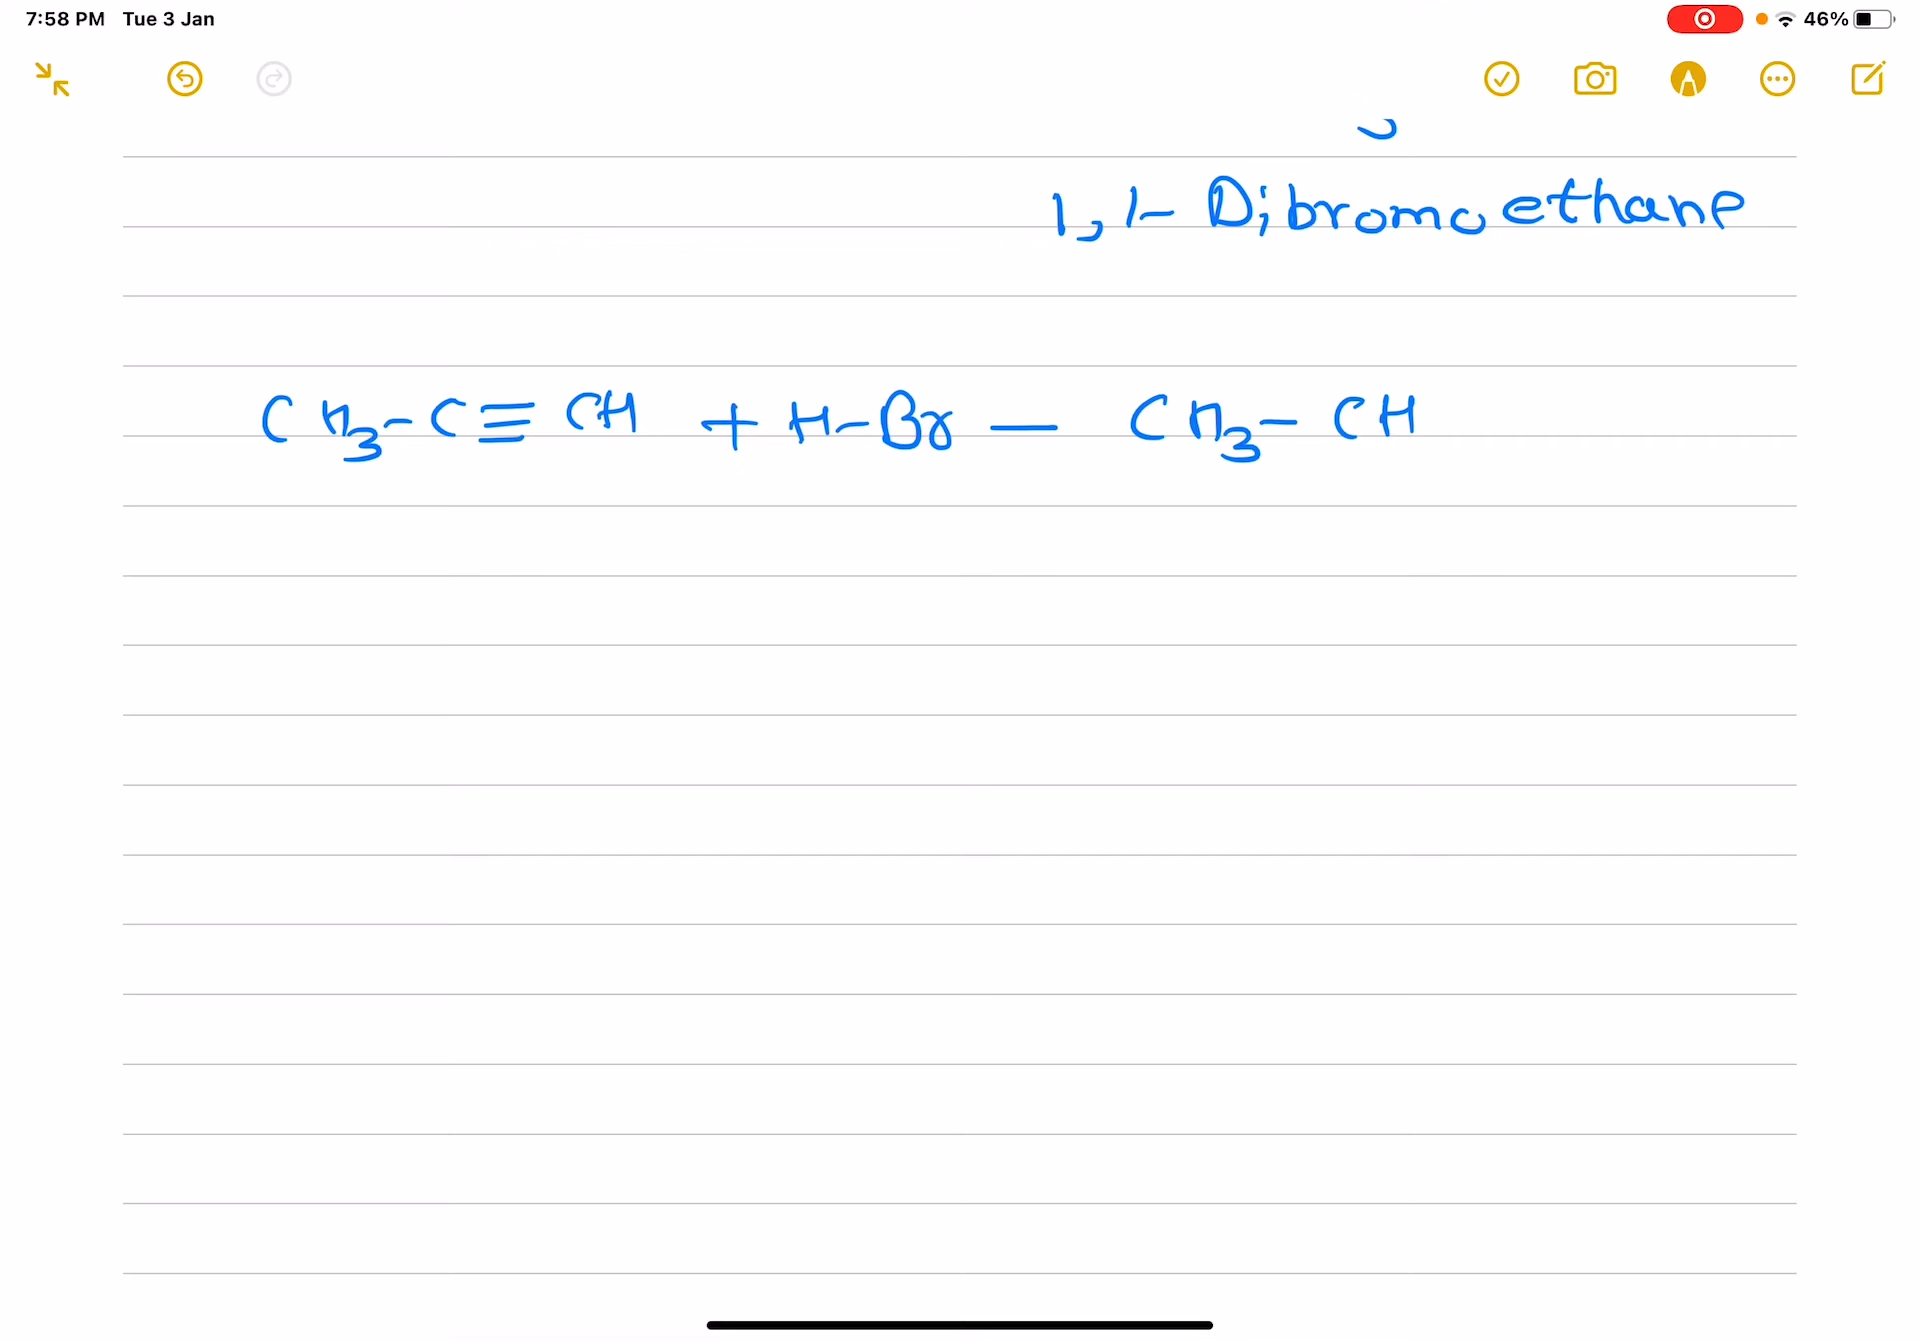 7:58 PM Tue 3 Jan 46%
1,1- Dibromoethane
CH3-C≡CH + H-Br — CH3-CH